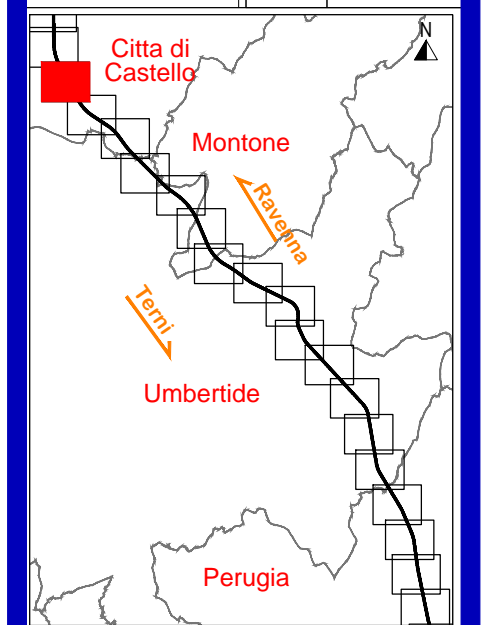 N
Citta di
Castello
Montone
Ravenna
Terni
Umbertide
Perugia